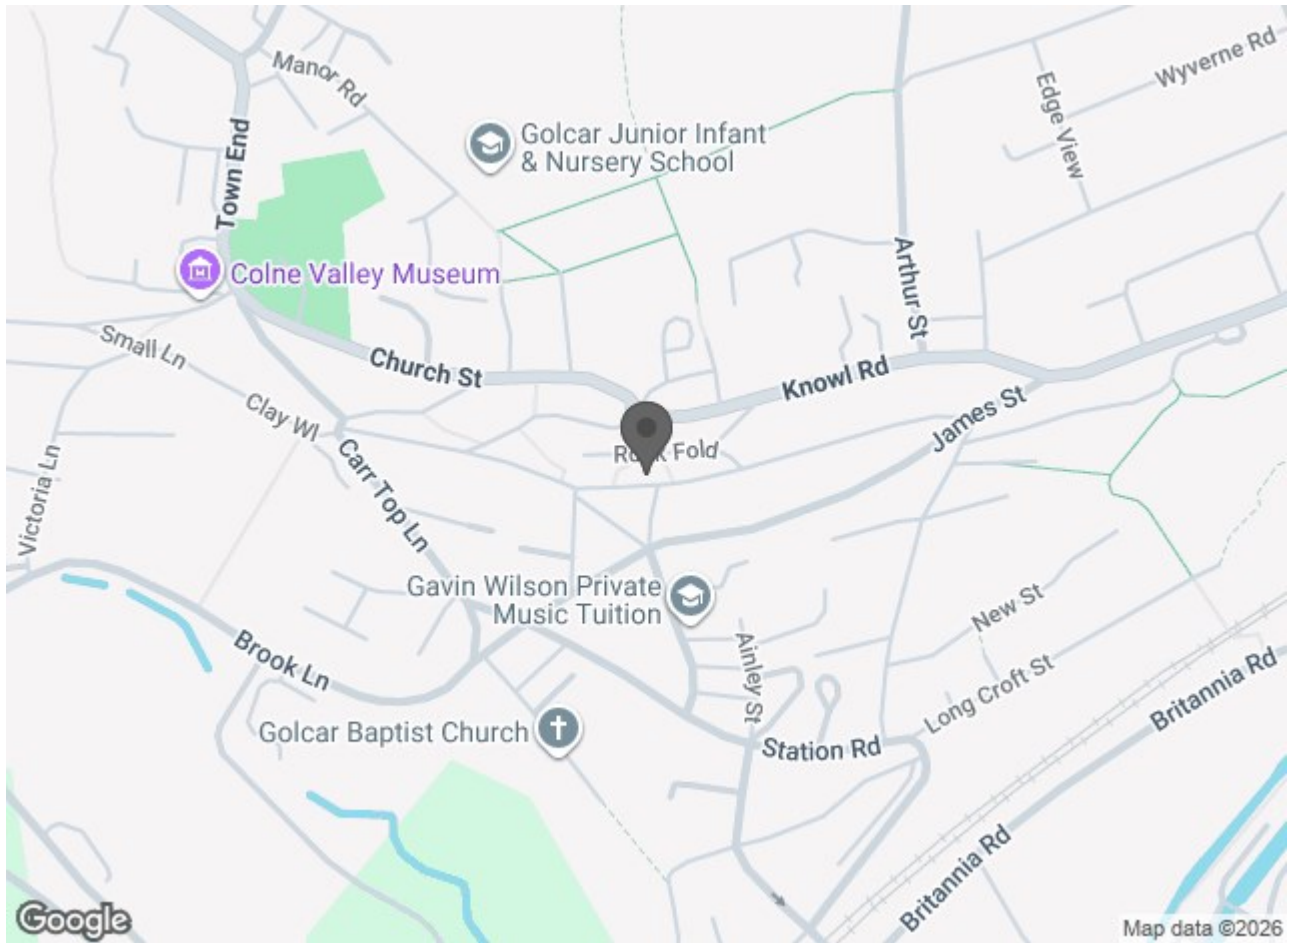 Manor Rd
Wyverne Rd
Edge View
Golcar Junior Infant
& Nursery School
Town End
Colne Valley Museum
Arthur St
Small Ln
Church St
Knowl Rd
Clay Wl
James St
Fold
Carr Top Ln
Victoria Ln
Gavin Wilson Private
Music Tuition
New St
Ainley St
Brook Ln
Long Croft St
Britannia Rd
Golcar Baptist Church
Station Rd
Britannia Rd
Google
Map data ©2026